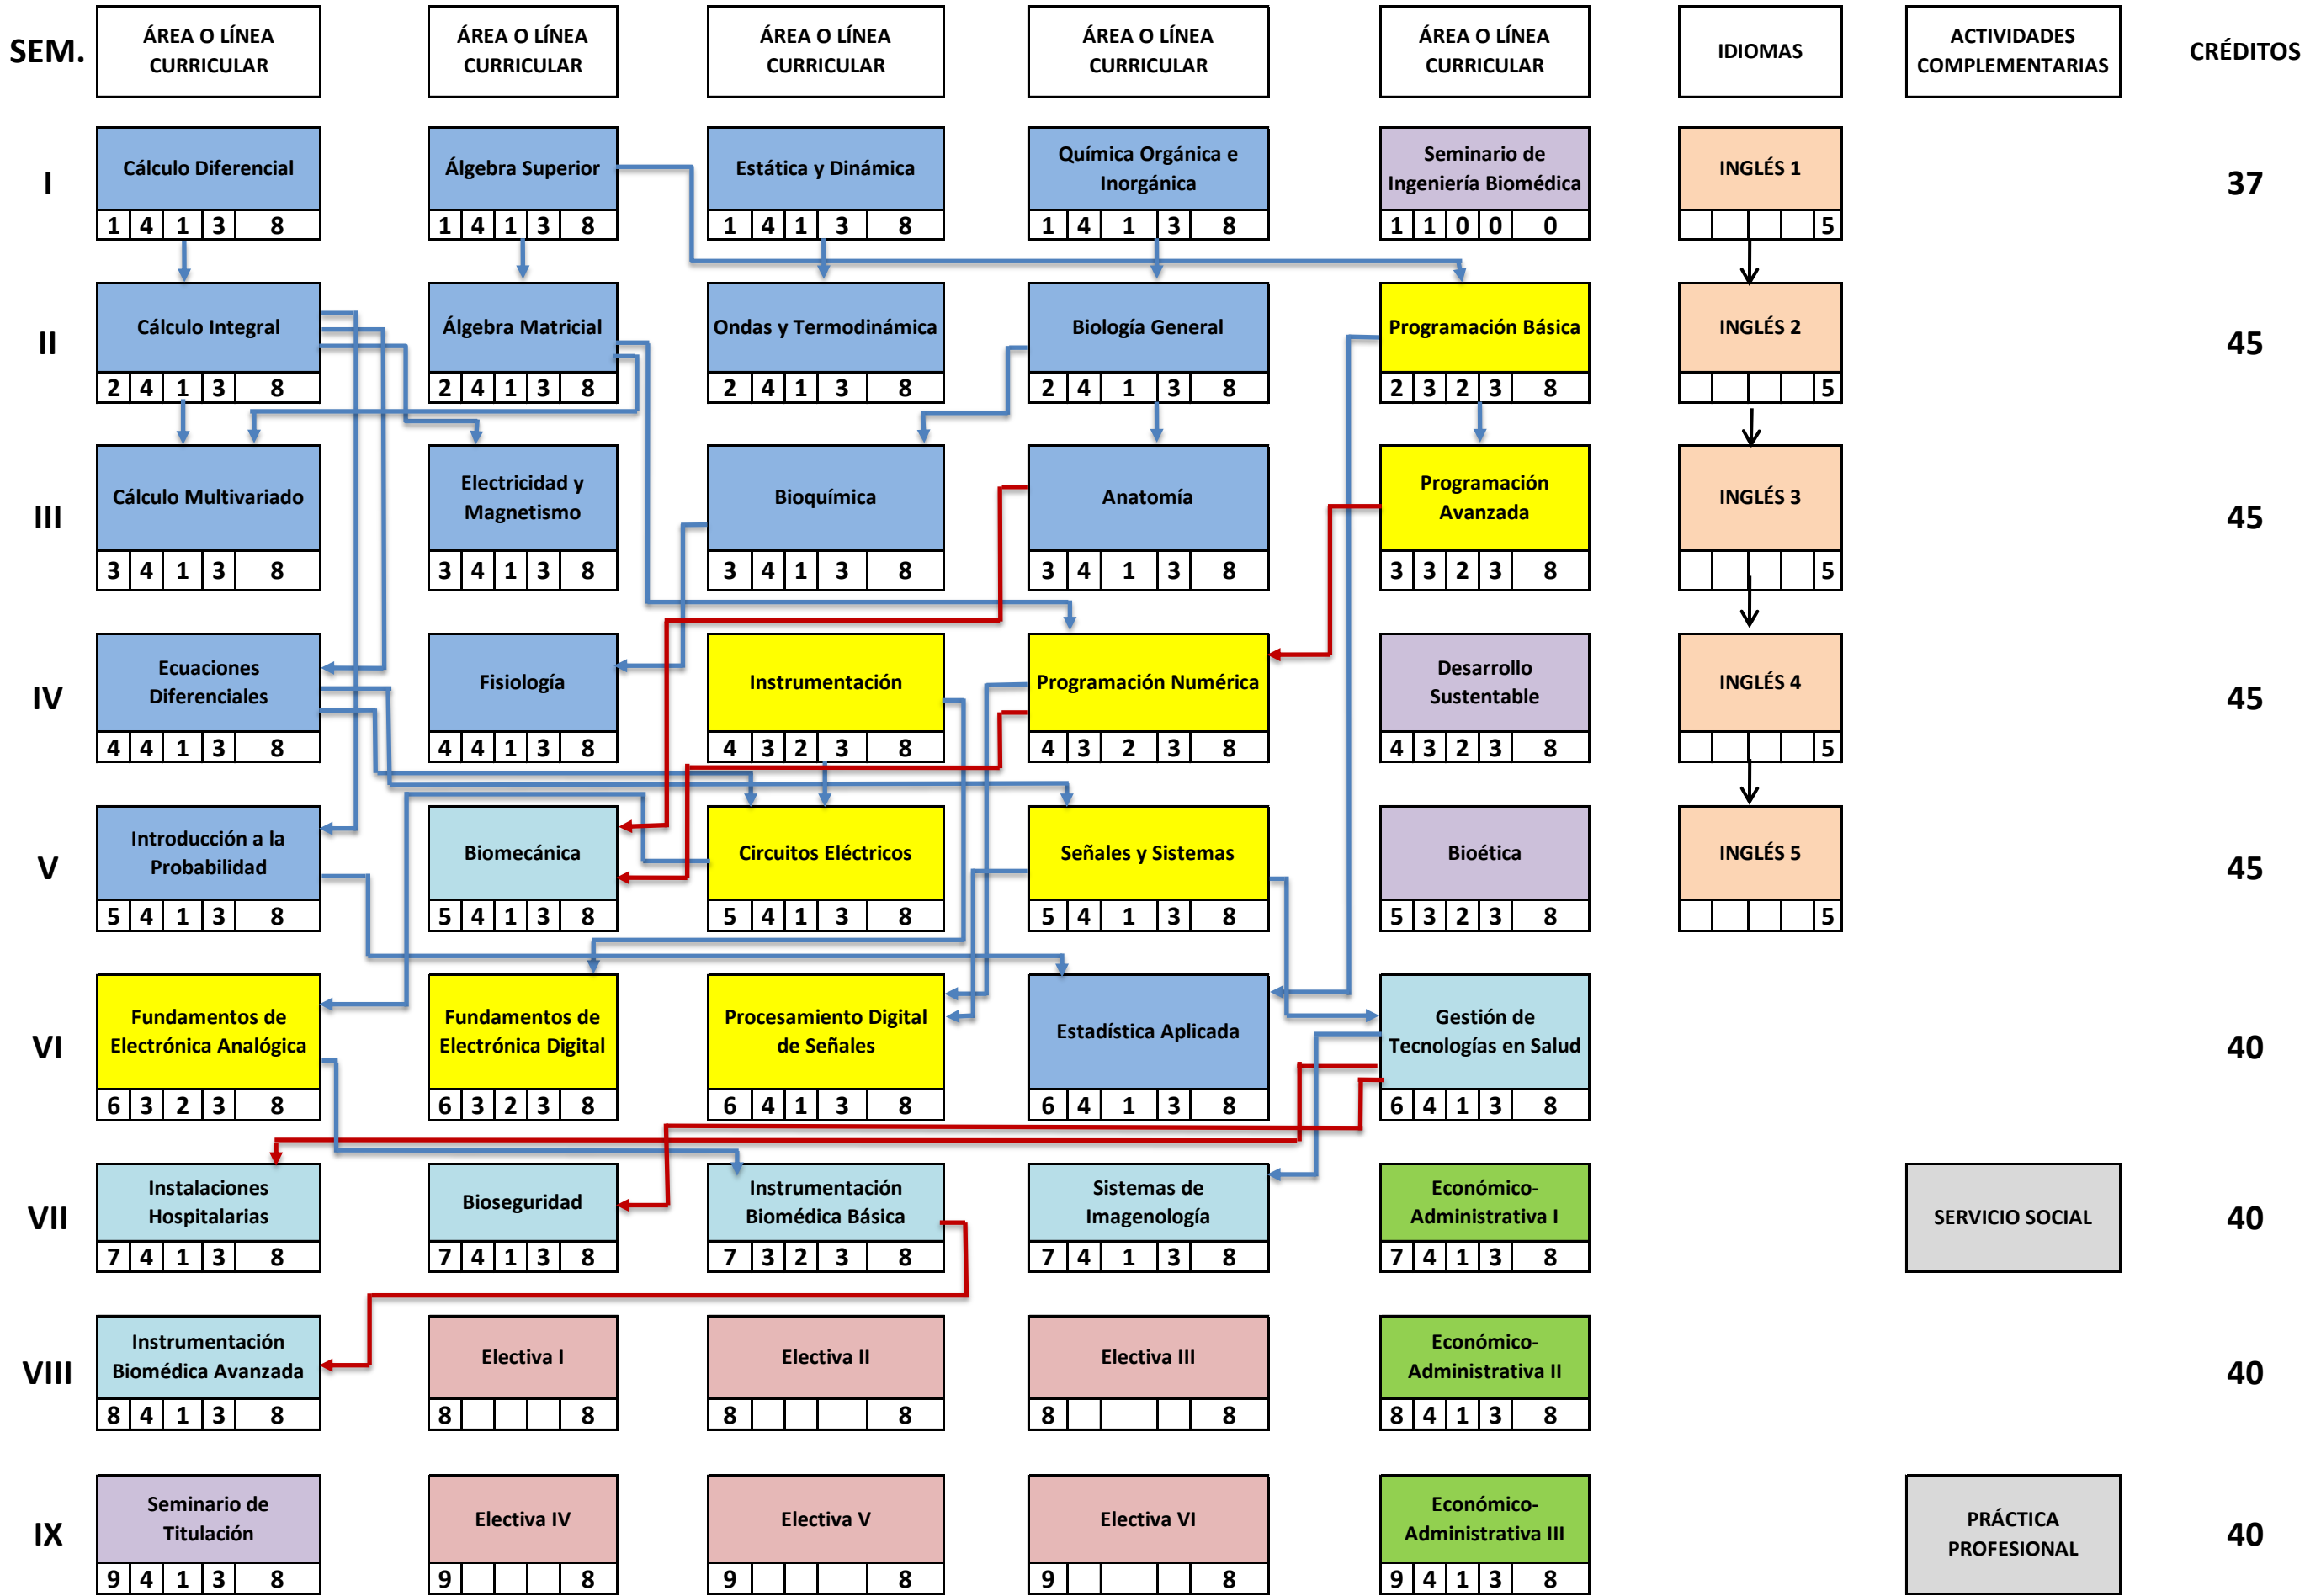 SEM.
ÁREA O LÍNEA
CURRICULAR
ÁREA O LÍNEA
CURRICULAR
ÁREA O LÍNEA
CURRICULAR
ÁREA O LÍNEA
CURRICULAR
ÁREA O LÍNEA
CURRICULAR
IDIOMAS
ACTIVIDADES
COMPLEMENTARIAS
CRÉDITOS
I
Cálculo Diferencial
1 4 1 3 8
Álgebra Superior
1 4 1 3 8
Estática y Dinámica
1 4 1 3 8
Química Orgánica e
Inorgánica
1 4 1 3 8
Seminario de
Ingeniería Biomédica
1 1 0 0 0
INGLÉS 1
5
37
II
Cálculo Integral
2 4 1 3 8
Álgebra Matricial
2 4 1 3 8
Ondas y Termodinámica
2 4 1 3 8
Biología General
2 4 1 3 8
Programación Básica
2 3 2 3 8
INGLÉS 2
5
45
III
Cálculo Multivariado
3 4 1 3 8
Electricidad y
Magnetismo
3 4 1 3 8
Bioquímica
3 4 1 3 8
Anatomía
3 4 1 3 8
Programación
Avanzada
3 3 2 3 8
INGLÉS 3
5
45
IV
Ecuaciones
Diferenciales
4 4 1 3 8
Fisiología
4 4 1 3 8
Instrumentación
4 3 2 3 8
Programación Numérica
4 3 2 3 8
Desarrollo
Sustentable
4 3 2 3 8
INGLÉS 4
5
45
V
Introducción a la
Probabilidad
5 4 1 3 8
Biomecánica
5 4 1 3 8
Circuitos Eléctricos
5 4 1 3 8
Señales y Sistemas
5 4 1 3 8
Bioética
5 3 2 3 8
INGLÉS 5
5
45
VI
Fundamentos de
Electrónica Analógica
6 3 2 3 8
Fundamentos de
Electrónica Digital
6 3 2 3 8
Procesamiento Digital
de Señales
6 4 1 3 8
Estadística Aplicada
6 4 1 3 8
Gestión de
Tecnologías en Salud
6 4 1 3 8
40
VII
Instalaciones
Hospitalarias
7 4 1 3 8
Bioseguridad
7 4 1 3 8
Instrumentación
Biomédica Básica
7 3 2 3 8
Sistemas de
Imagenología
7 4 1 3 8
Económico-
Administrativa I
7 4 1 3 8
SERVICIO SOCIAL
40
VIII
Instrumentación
Biomédica Avanzada
8 4 1 3 8
Electiva I
8 8
Electiva II
8 8
Electiva III
8 8
Económico-
Administrativa II
8 4 1 3 8
40
IX
Seminario de
Titulación
9 4 1 3 8
Electiva IV
9 8
Electiva V
9 8
Electiva VI
9 8
Económico-
Administrativa III
9 4 1 3 8
PRÁCTICA
PROFESIONAL
40